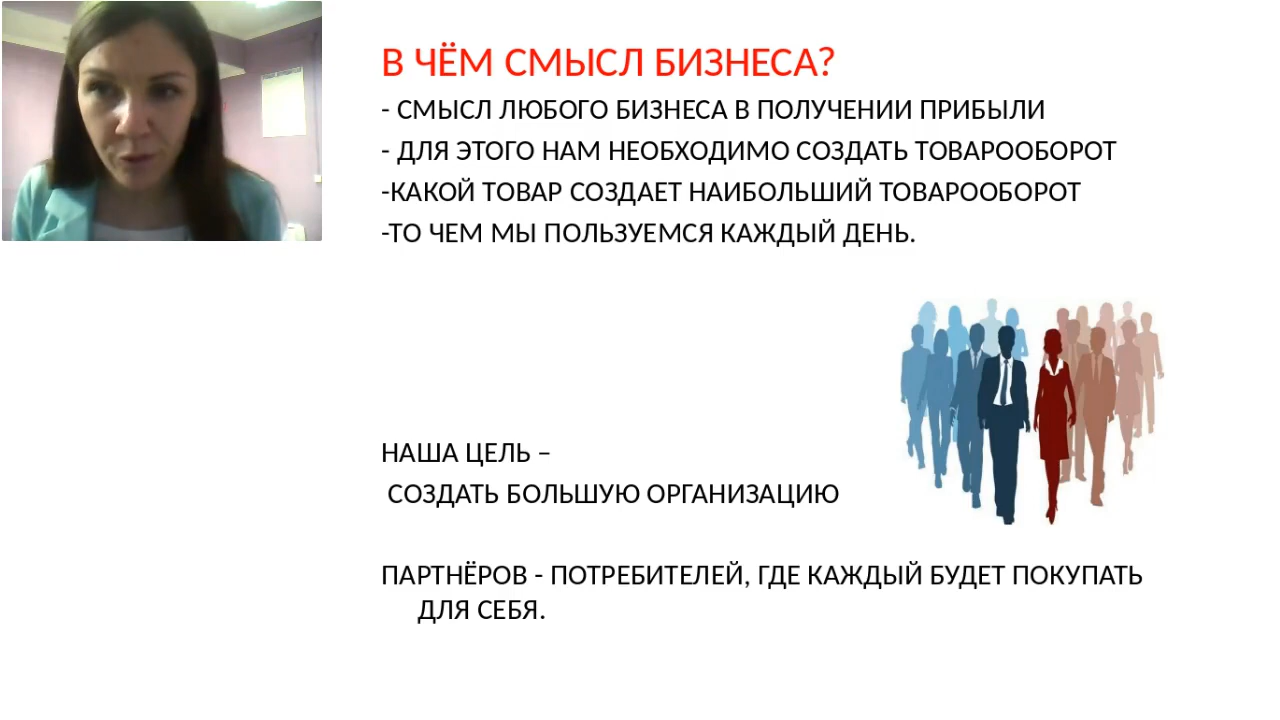 В ЧЁМ СМЫСЛ БИЗНЕСА?
- СМЫСЛ ЛЮБОГО БИЗНЕСА В ПОЛУЧЕНИИ ПРИБЫЛИ
- ДЛЯ ЭТОГО НАМ НЕОБХОДИМО СОЗДАТЬ ТОВАРООБОРОТ
-КАКОЙ ТОВАР СОЗДАЕТ НАИБОЛЬШИЙ ТОВАРООБОРОТ
-ТО ЧЕМ МЫ ПОЛЬЗУЕМСЯ КАЖДЫЙ ДЕНЬ.
НАША ЦЕЛЬ –
СОЗДАТЬ БОЛЬШУЮ ОРГАНИЗАЦИЮ
ПАРТНЁРОВ - ПОТРЕБИТЕЛЕЙ, ГДЕ КАЖДЫЙ БУДЕТ ПОКУПАТЬ
ДЛЯ СЕБЯ.